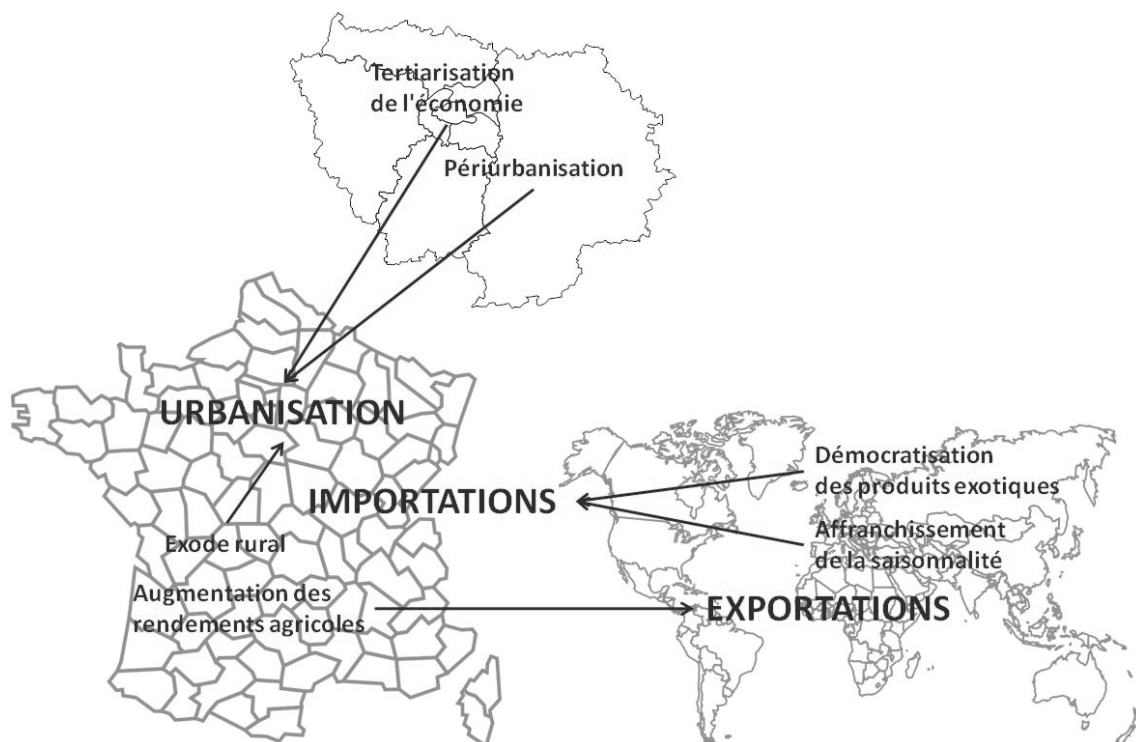 Tertiarisation
de l'économie
Périurbanisation
URBANISATION
Démocratisation
des produits exotiques
IMPORTATIONS
Affranchissement
de la saisonnalité
Exode rural
Augmentation des
rendements agricoles
EXPORTATIONS